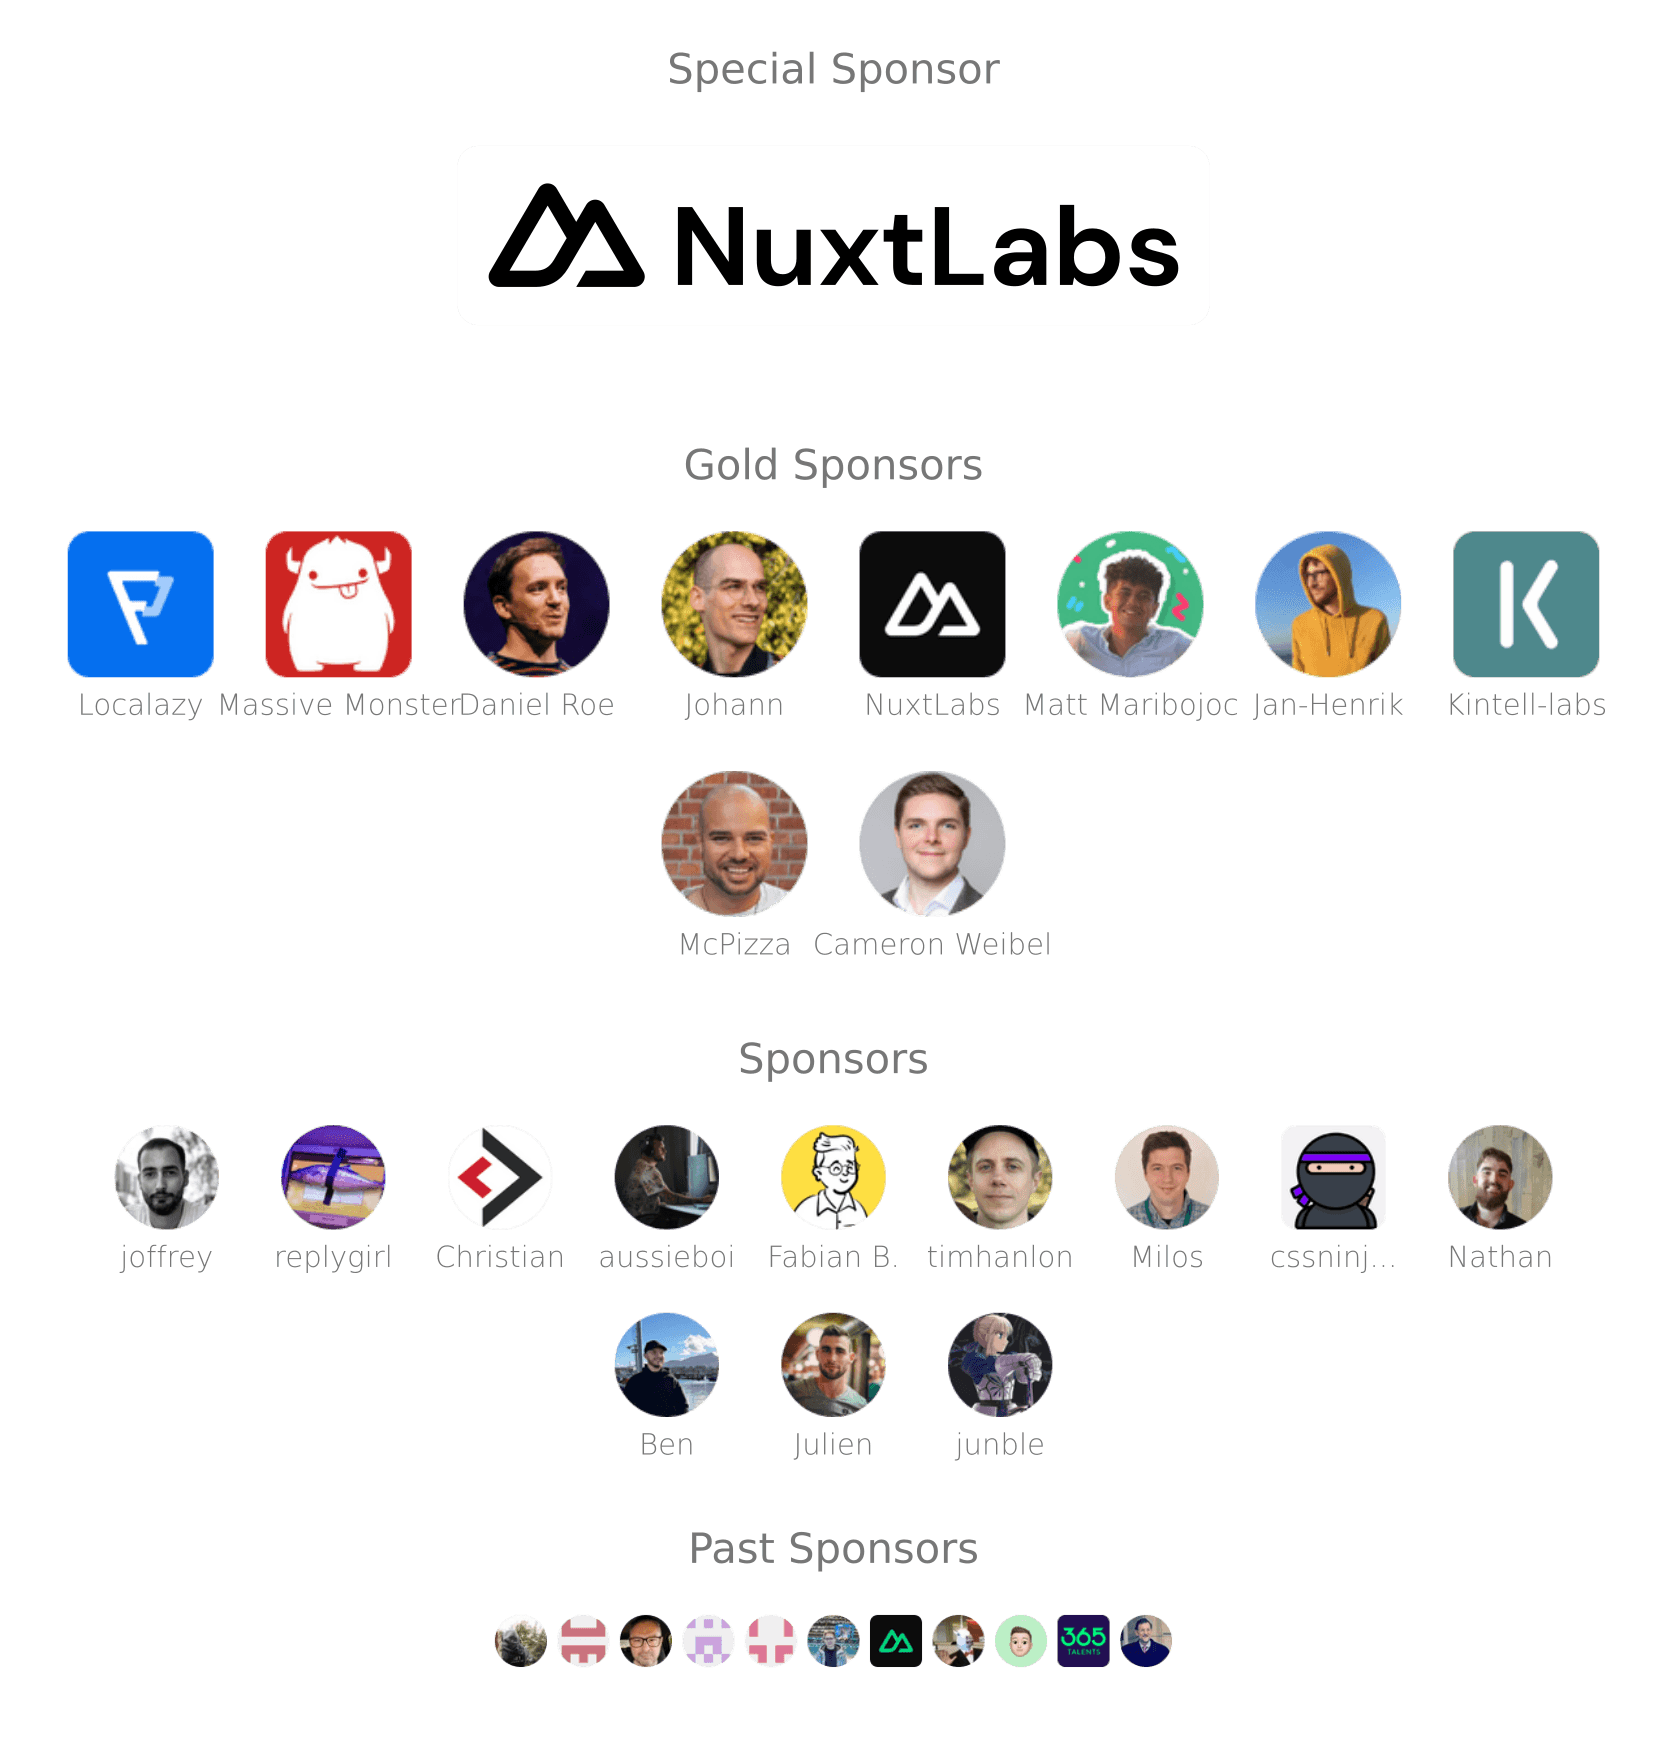 Special Sponsor
NuxtLabs
Gold Sponsors
Localazy Massive Monster Daniel Roe Johann NuxtLabs Matt Maribojoc Jan-Henrik Kintell-labs
McPizza Cameron Weibel
Sponsors
joffrey replygirl Christian aussieboi Fabian B. timhanlon Milos cssninj... Nathan
Ben Julien junble
Past Sponsors
365
TALENTS